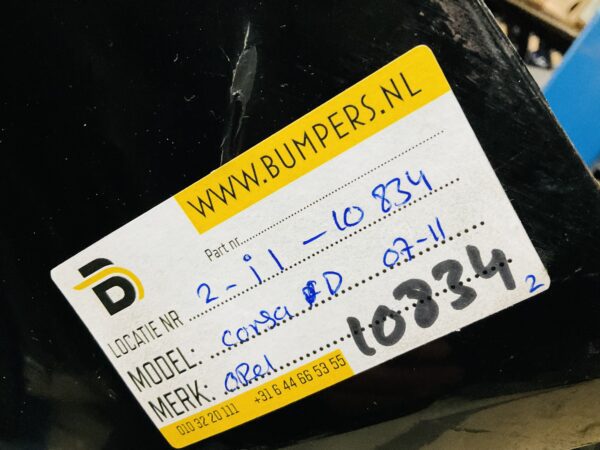 WWW.BUMPERS.NL
Part nr.
LOCATIE NR 2-i1-10834
MODEL: corsa D 07-11
MERK: OPel 10834
2
010 32 20 111 +31 6 44 66 53 55